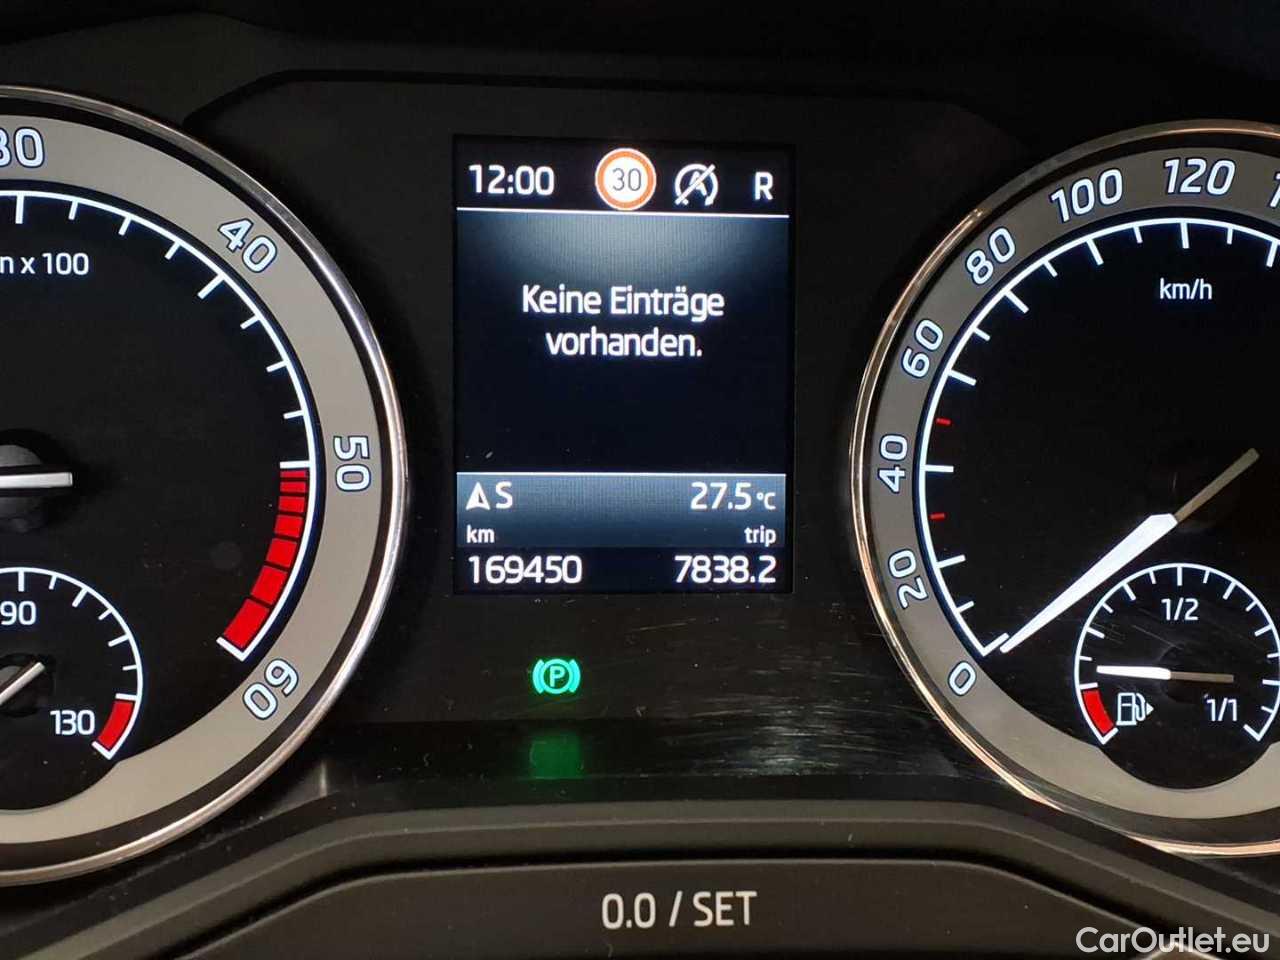 30
40
50
60
n x 100
90
130
12:00 30 A R
Keine Einträge
vorhanden.
S 27.5 °C
km trip
169450 7838.2
P
0
20
40
60
80
100
120
km/h
1/2
1/1
0.0 / SET
CarOutlet.eu